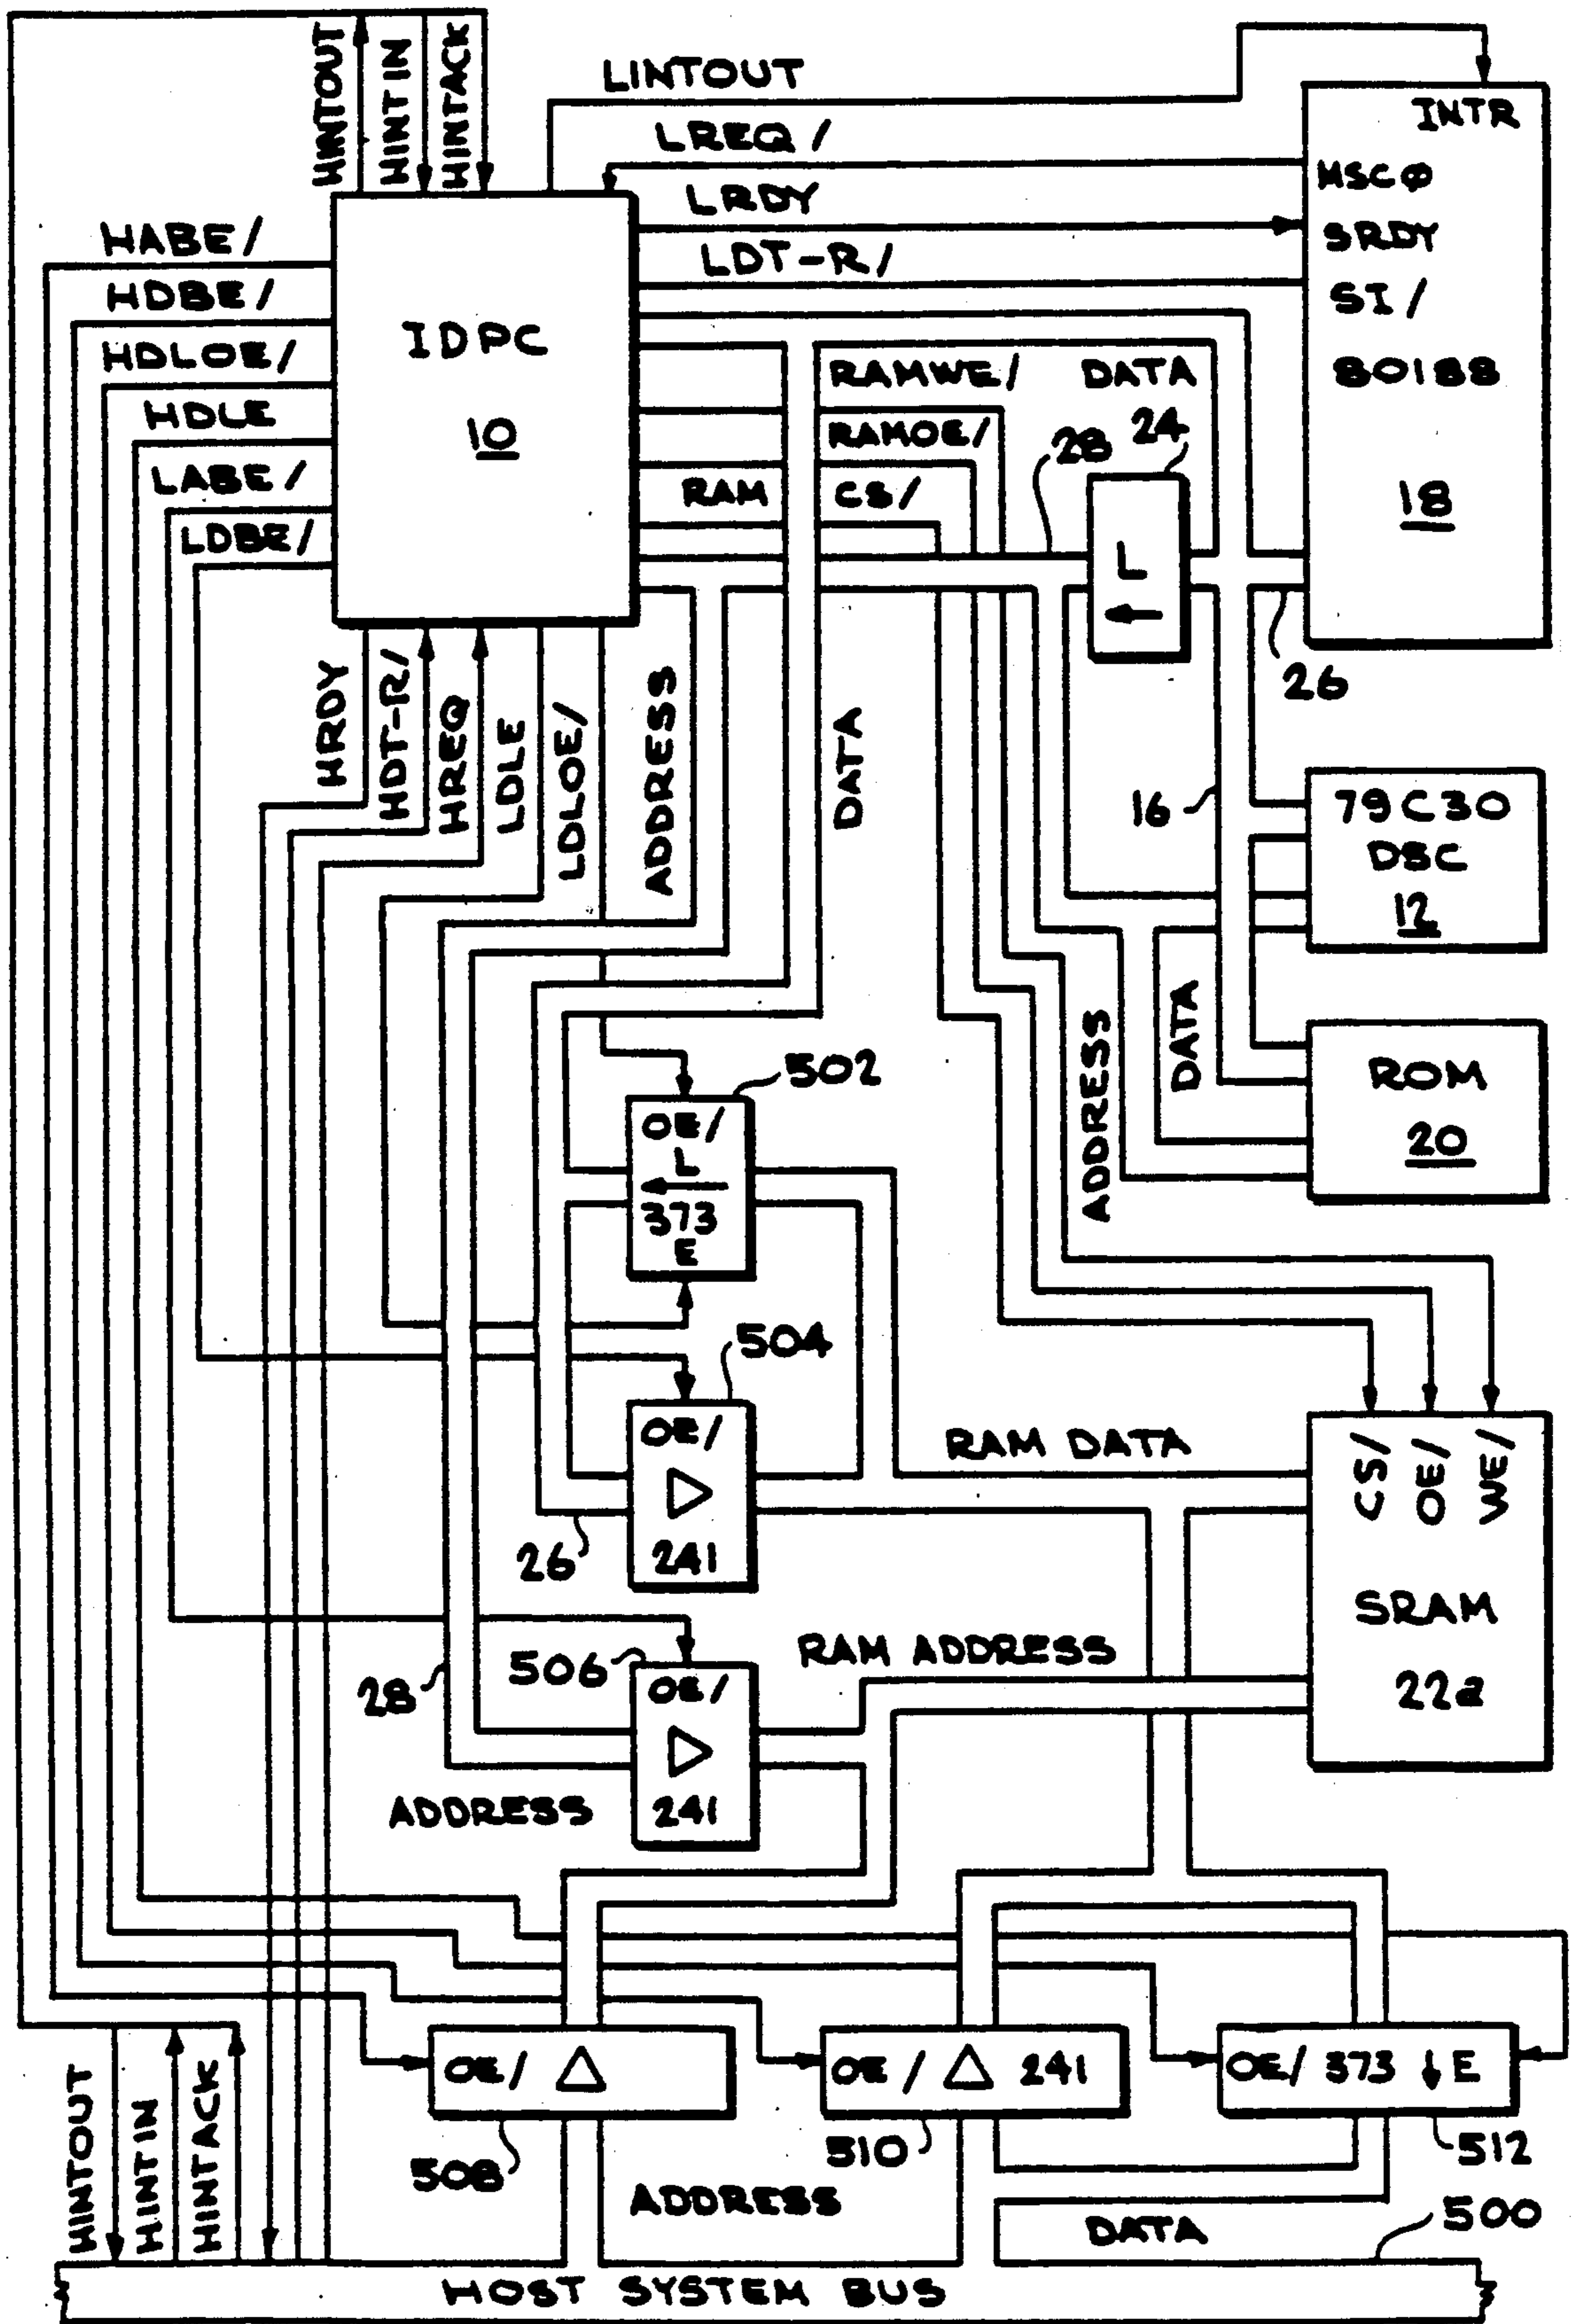 HINTOUT
HINTIN
HINTACK
LINTOUT
LREQ/
LRDY
LDT-R/
INTR
MSCϕ
SRDY
SI/
80188
18
HABE/
HDBE/
HDLOE/
HDLE
LABE/
LDBE/
IDPC
10
RAMWE/
DATA
RAMOE/
RAM CS/
28
24
L
26
HRDY
HDT-R/
HREQ
LDLE
LDLOE/
ADDRESS
DATA
16
79C30
DSC
12
ADDRESS
DATA
ROM
20
502
OE/
L
373
E
504
OE/
241
26
RAM DATA
CS/
OE/
WE/
SRAM
22a
28
506
OE/
241
RAM ADDRESS
ADDRESS
OE/
508
OE/ 241
510
OE/ 373 E
512
HINTOUT
HINTIN
HINTACK
ADDRESS
DATA
500
HOST SYSTEM BUS